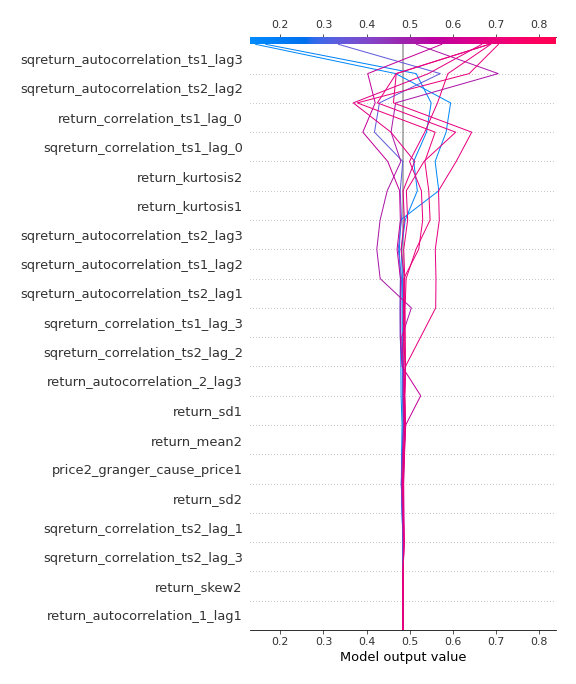 0.2 0.3 0.4 0.5 0.6 0.7 0.8
sqreturn_autocorrelation_ts1_lag3
sqreturn_autocorrelation_ts2_lag2
return_correlation_ts1_lag_0
sqreturn_correlation_ts1_lag_0
return_kurtosis2
return_kurtosis1
sqreturn_autocorrelation_ts2_lag3
sqreturn_autocorrelation_ts1_lag2
sqreturn_autocorrelation_ts2_lag1
sqreturn_correlation_ts1_lag_3
sqreturn_correlation_ts2_lag_2
return_autocorrelation_2_lag3
return_sd1
return_mean2
price2_granger_cause_price1
return_sd2
sqreturn_correlation_ts2_lag_1
sqreturn_correlation_ts2_lag_3
return_skew2
return_autocorrelation_1_lag1
0.2 0.3 0.4 0.5 0.6 0.7 0.8
Model output value